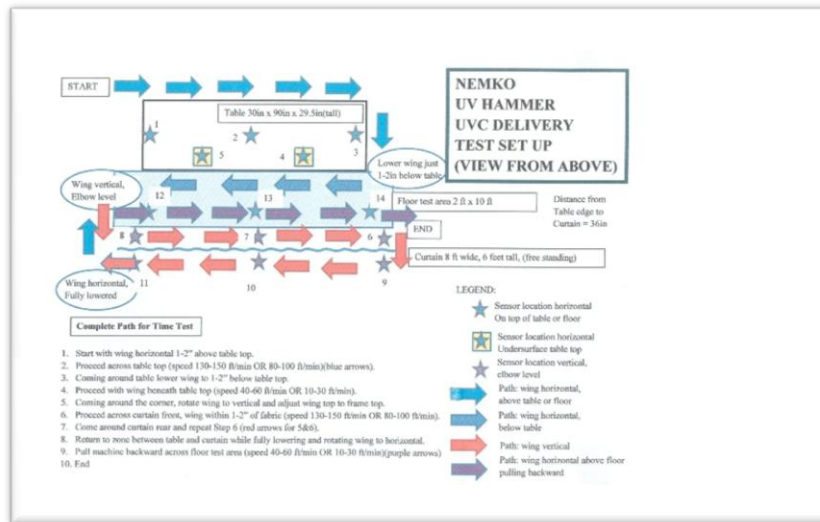 START
NEMKO
UV HAMMER
UVC DELIVERY
TEST SET UP
(VIEW FROM ABOVE)
Table 30in x 90in x 29.5in(tall)
1
2
3
5
4
Lower wing just
1-2in below table
Wing vertical,
Elbow level
12
13
14
Floor test area 2 ft x 10 ft
Distance from
Table edge to
Curtain = 36in
END
8
7
6
Curtain 8 ft wide, 6 feet tall, (free standing)
Wing horizontal,
Fully lowered
11
10
9
LEGEND:
Sensor location horizontal
On top of table or floor
Sensor location horizontal
Undersurface table top
Sensor location vertical,
elbow level
Path: wing horizontal,
above table or floor
Path: wing horizontal,
below table
Path: wing vertical
Path: wing horizontal above floor
pulling backward
Complete Path for Time Test
1. Start with wing horizontal 1-2" above table top.
2. Proceed across table top (speed 130-150 ft/min OR 80-100 ft/min)(blue arrows).
3. Coming around table lower wing to 1-2" below table top.
4. Proceed with wing beneath table top (speed 40-60 ft/min OR 10-30 ft/min).
5. Coming around the corner, rotate wing to vertical and adjust wing top to frame top.
6. Proceed across curtain front, wing within 1-2" of fabric (speed 130-150 ft/min OR 80-100 ft/min).
7. Come around curtain rear and repeat Step 6 (red arrows for 5&6).
8. Return to zone between table and curtain while fully lowering and rotating wing to horizontal.
9. Pull machine backward across floor test area (speed 40-60 ft/min OR 10-30 ft/min)(purple arrows)
10. End